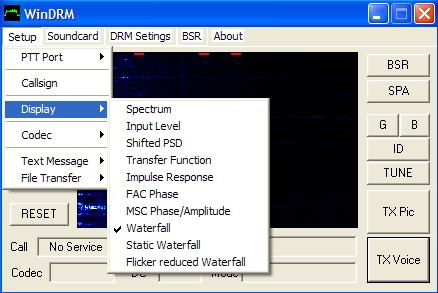 WinDRM
Setup Soundcard DRM Setings BSR About
PTT Port
Callsign
Display
Codec
Text Message
File Transfer
Spectrum
Input Level
Shifted PSD
Transfer Function
Impulse Response
FAC Phase
MSC Phase/Amplitude
Waterfall
Static Waterfall
Flicker reduced Waterfall
BSR
SPA
G B
ID
TUNE
TX Pic
TX Voice
RESET
Call No Service
Codec DC Mode